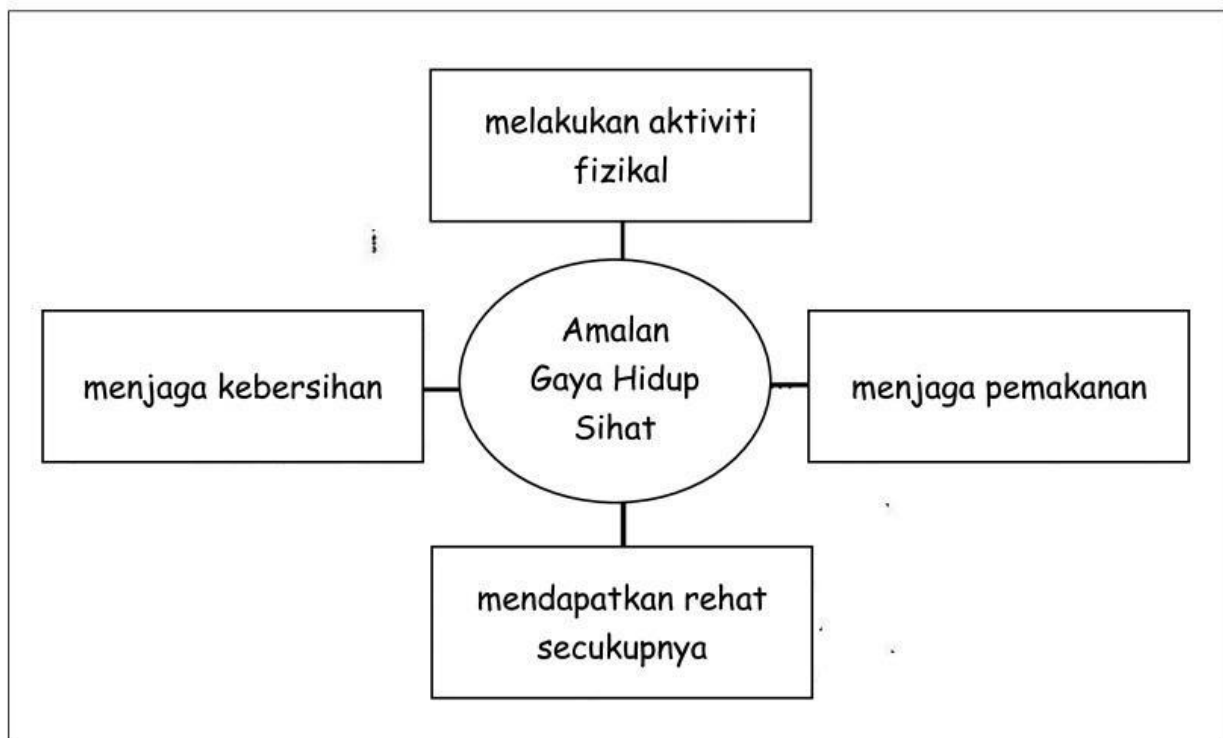 melakukan aktiviti
fizikal
menjaga kebersihan
Amalan
Gaya Hidup
Sihat
menjaga pemakanan
mendapatkan rehat
secukupnya